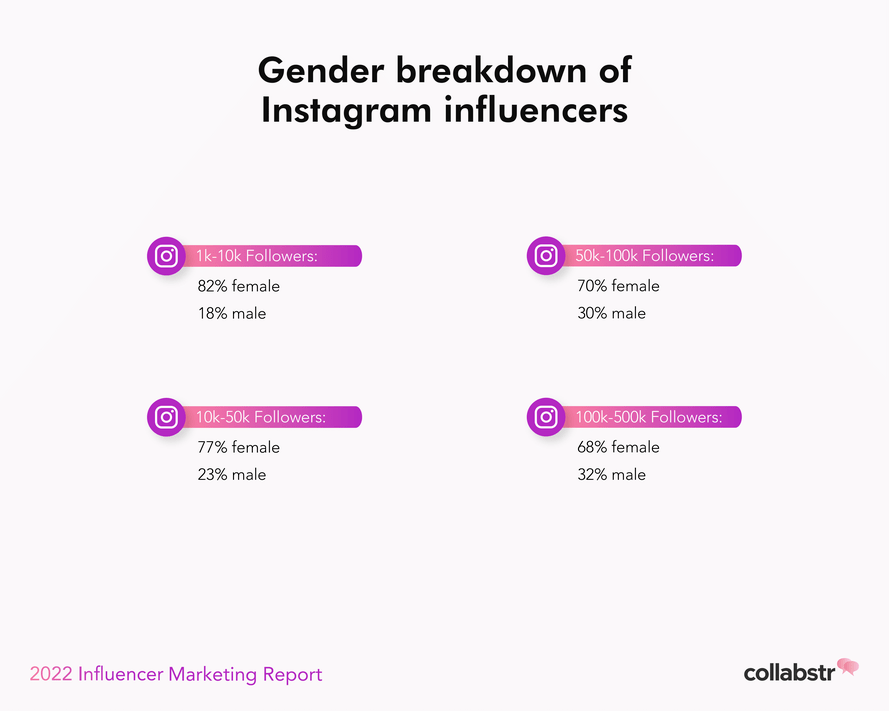 Gender breakdown of
Instagram influencers
1k-10k Followers:
82% female
18% male
50k-100k Followers:
70% female
30% male
10k-50k Followers:
77% female
23% male
100k-500k Followers:
68% female
32% male
2022 Influencer Marketing Report
collabstr